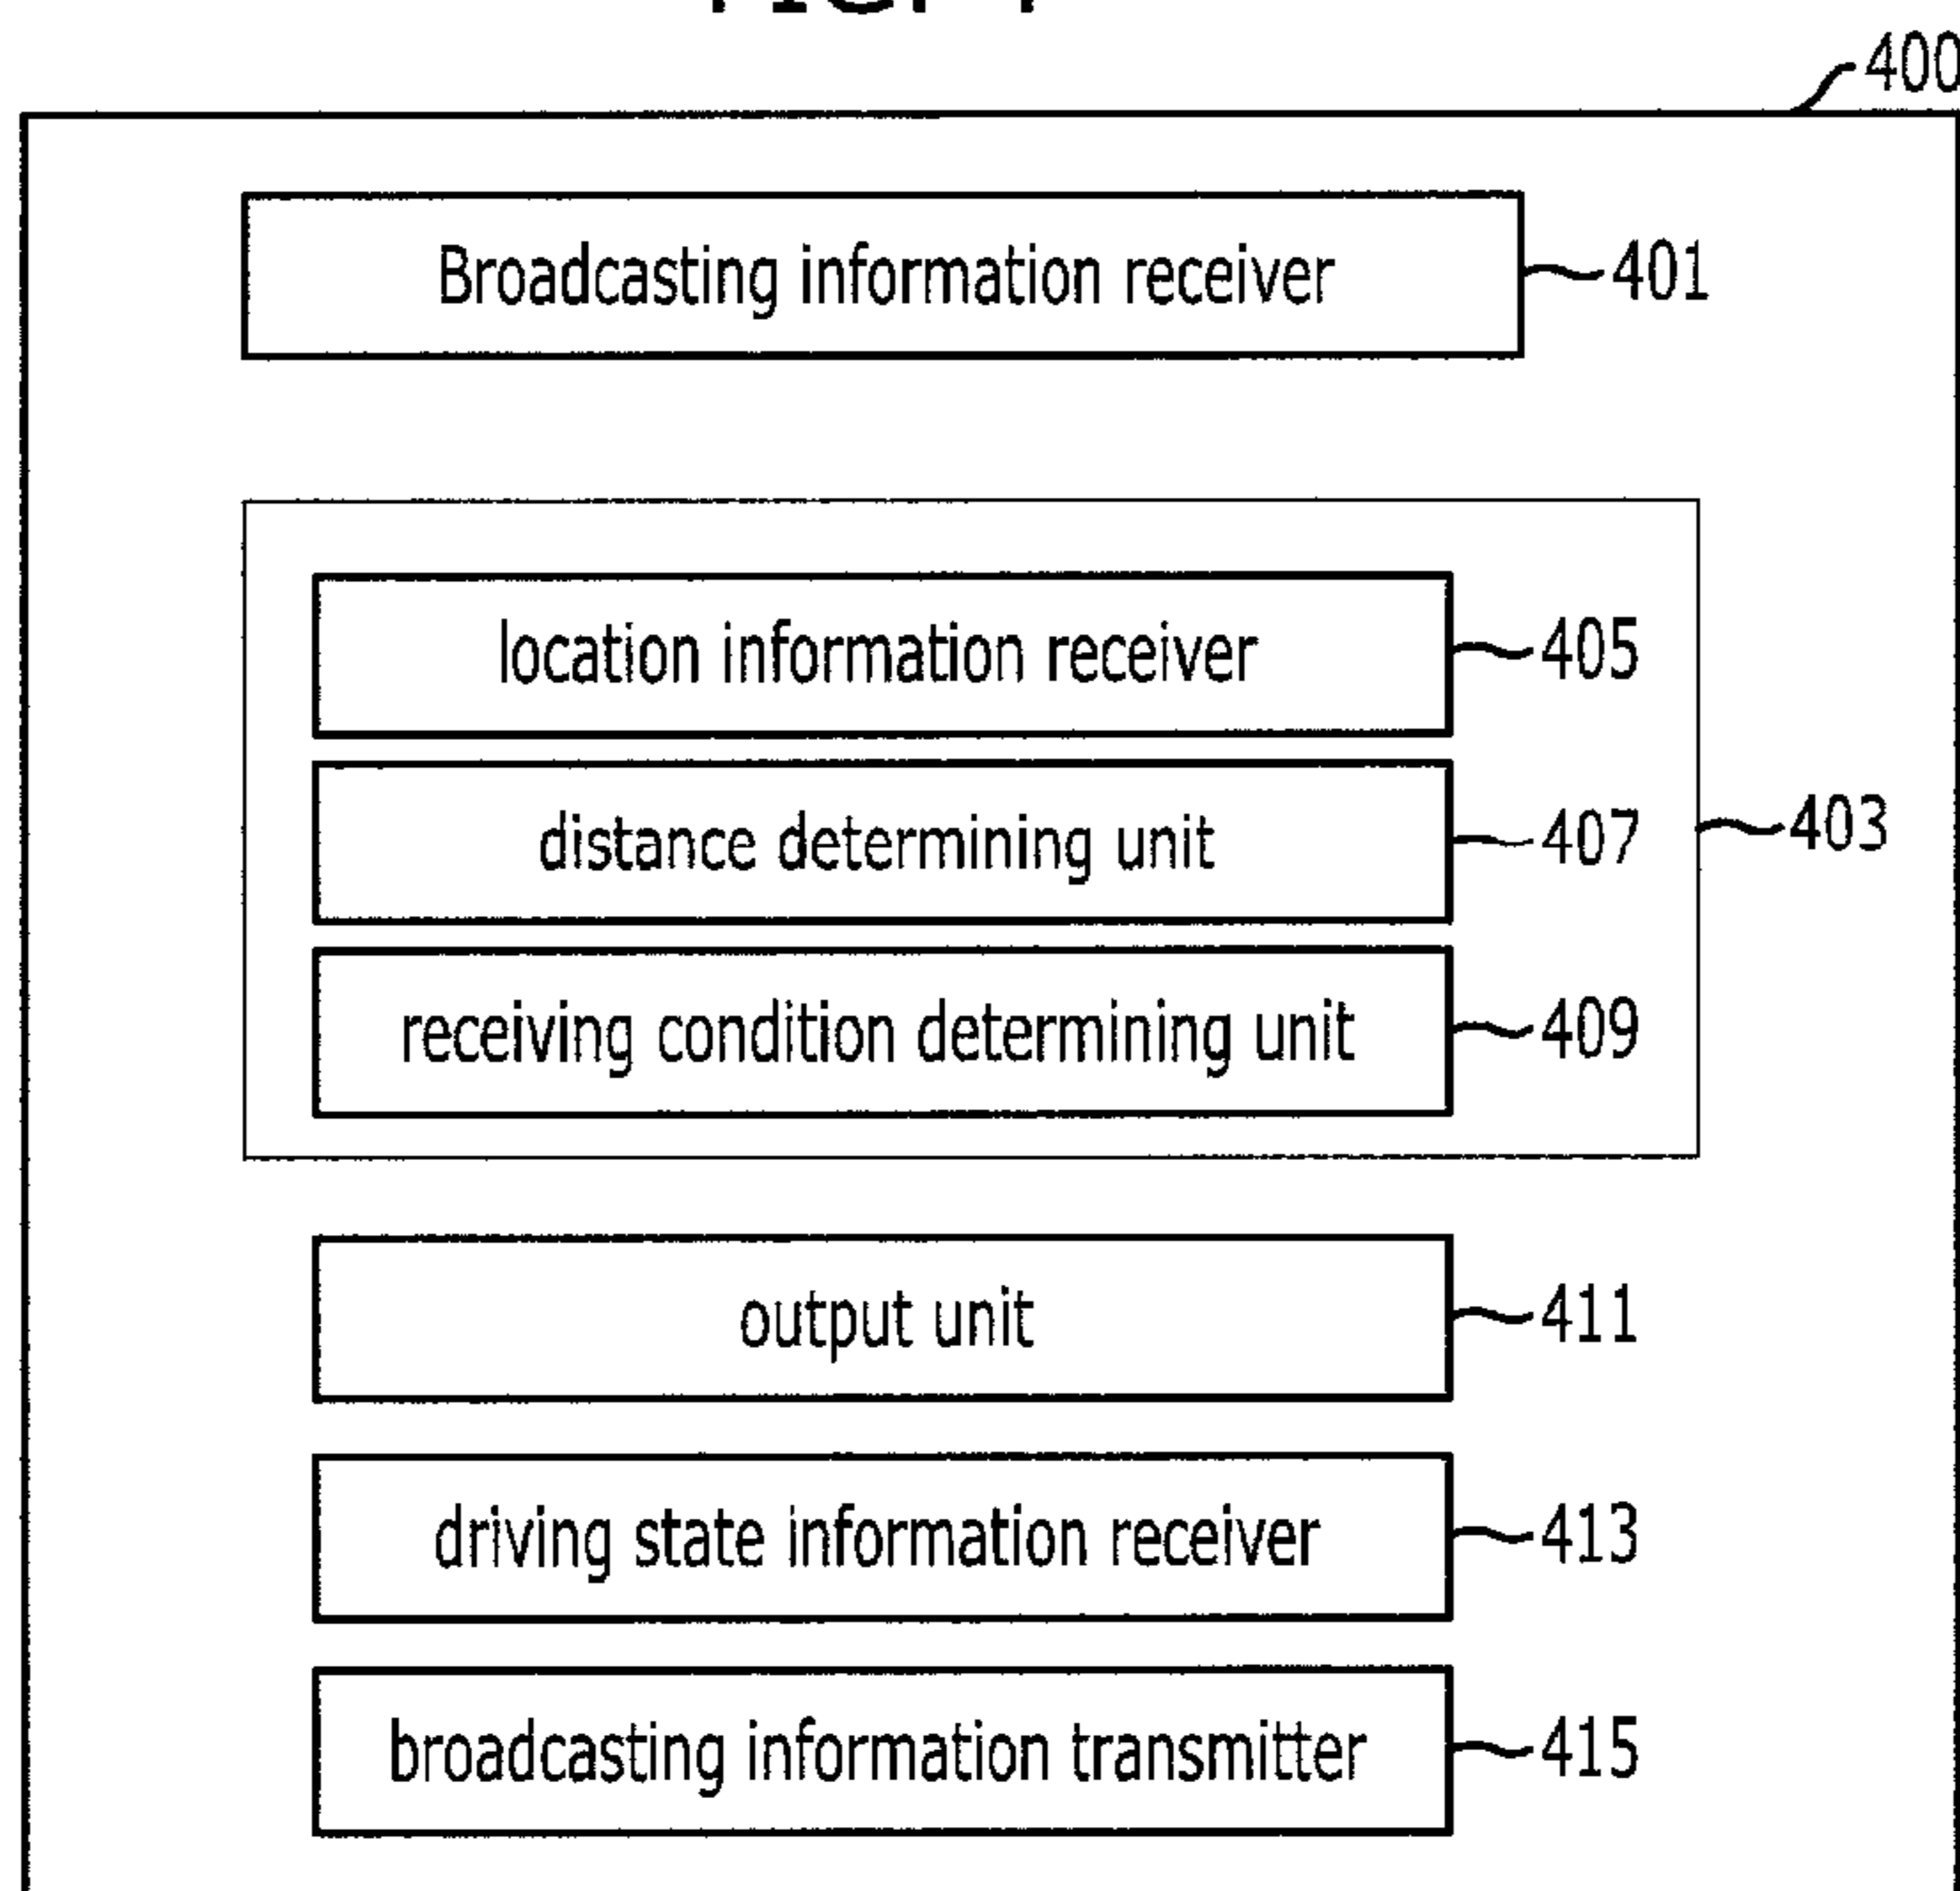 400
Broadcasting information receiver 401
location information receiver 405
distance determining unit 407
403
receiving condition determining unit 409
output unit 411
driving state information receiver 413
broadcasting information transmitter 415